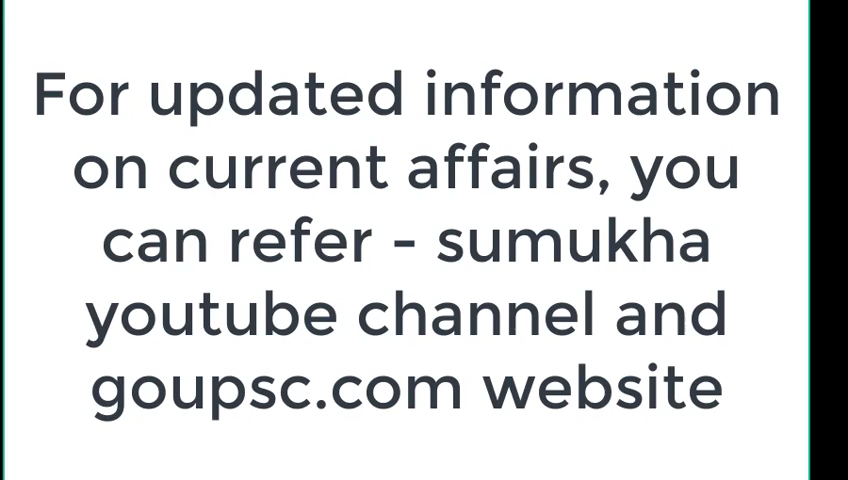 For updated information
on current affairs, you
can refer - sumukha
youtube channel and
goupsc.com website